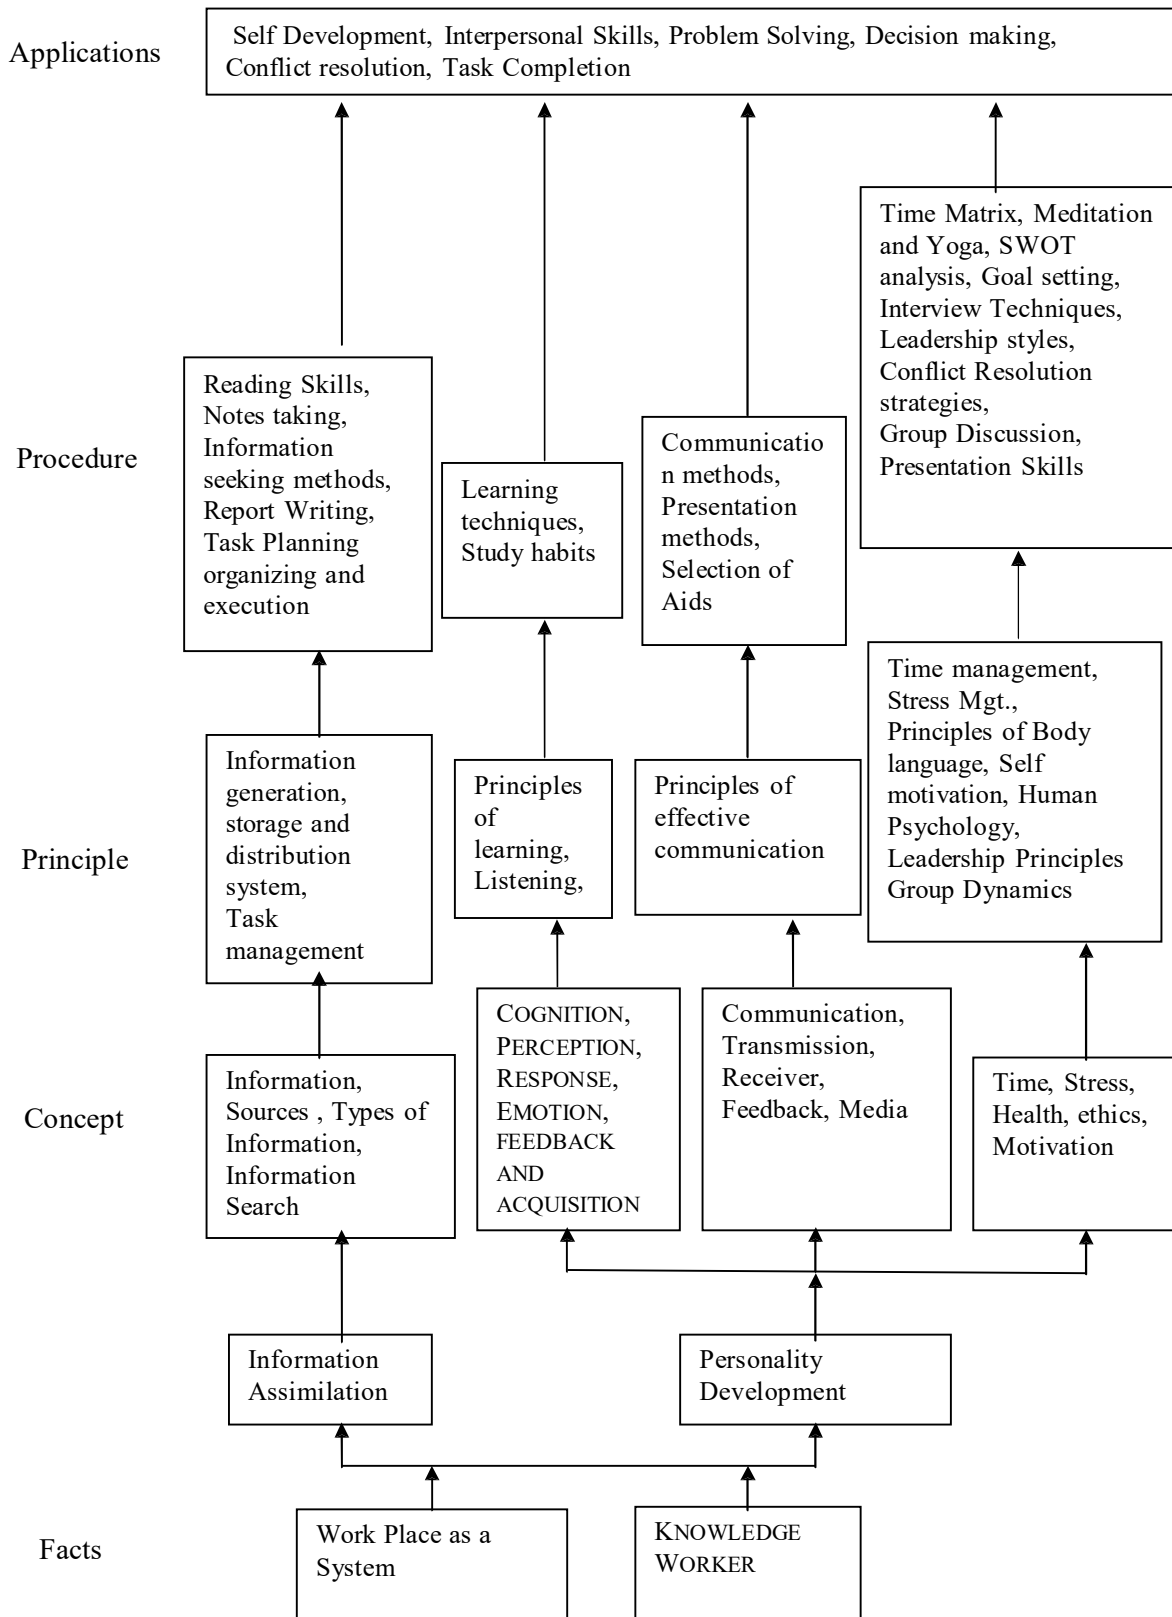 Applications
Self Development, Interpersonal Skills, Problem Solving, Decision making,
Conflict resolution, Task Completion
Procedure
Reading Skills,
Notes taking,
Information
seeking methods,
Report Writing,
Task Planning
organizing and
execution
Learning
techniques,
Study habits
Communicatio
n methods,
Presentation
methods,
Selection of
Aids
Time Matrix, Meditation
and Yoga, SWOT
analysis, Goal setting,
Interview Techniques,
Leadership styles,
Conflict Resolution
strategies,
Group Discussion,
Presentation Skills
Principle
Information
generation,
storage and
distribution
system,
Task
management
Principles
of
learning,
Listening,
Principles of
effective
communication
Time management,
Stress Mgt.,
Principles of Body
language, Self
motivation, Human
Psychology,
Leadership Principles
Group Dynamics
Concept
Information,
Sources , Types of
Information,
Information
Search
COGNITION,
PERCEPTION,
RESPONSE,
EMOTION,
FEEDBACK
AND
ACQUISITION
Communication,
Transmission,
Receiver,
Feedback, Media
Time, Stress,
Health, ethics,
Motivation
Information
Assimilation
Personality
Development
Facts
Work Place as a
System
KNOWLEDGE
WORKER